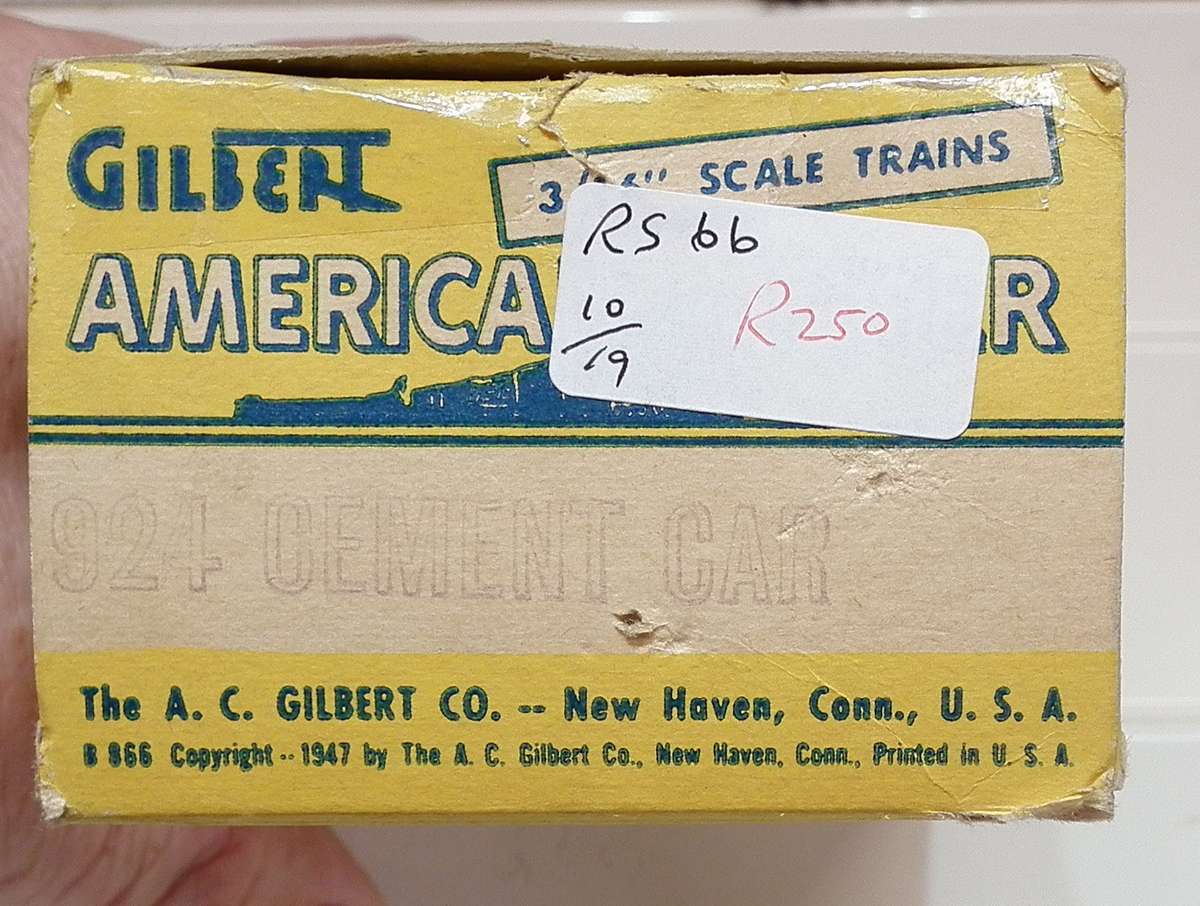 GILBERT
SCALE TRAINS
AMERICA
RS 66
10/19
R250
924 CEMENT CAR
The A. C. GILBERT CO. -- New Haven, Conn., U. S. A.
B 866 Copyright -- 1947 by The A. C. Gilbert Co., New Haven, Conn., Printed in U. S. A.